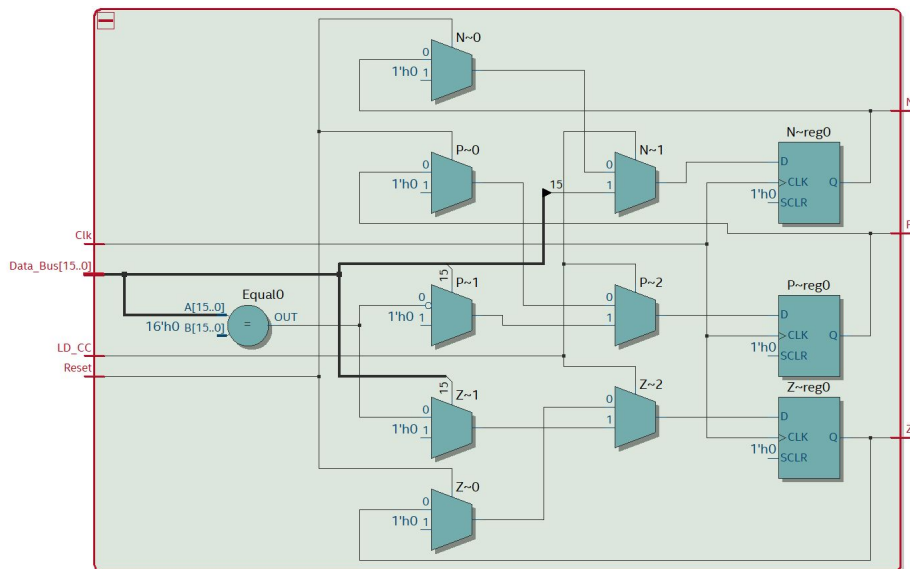 N~0
0
1'h0 1
N
P~0
N~1
N~reg0
0
1'h0 1
15
0
1
D
CLK
Q
1'h0
SCLR
Clk
Data_Bus[15..0]
15
P~1
P~2
P~reg0
Equal0
A[15..0]
16'h0 B[15..0]
=
OUT
0
1'h0 1
0
1
D
CLK
Q
1'h0
SCLR
LD_CC
Reset
15
Z~1
Z~2
Z~reg0
0
1'h0 1
0
1
D
CLK
Q
1'h0
SCLR
Z
Z~0
0
1'h0 1